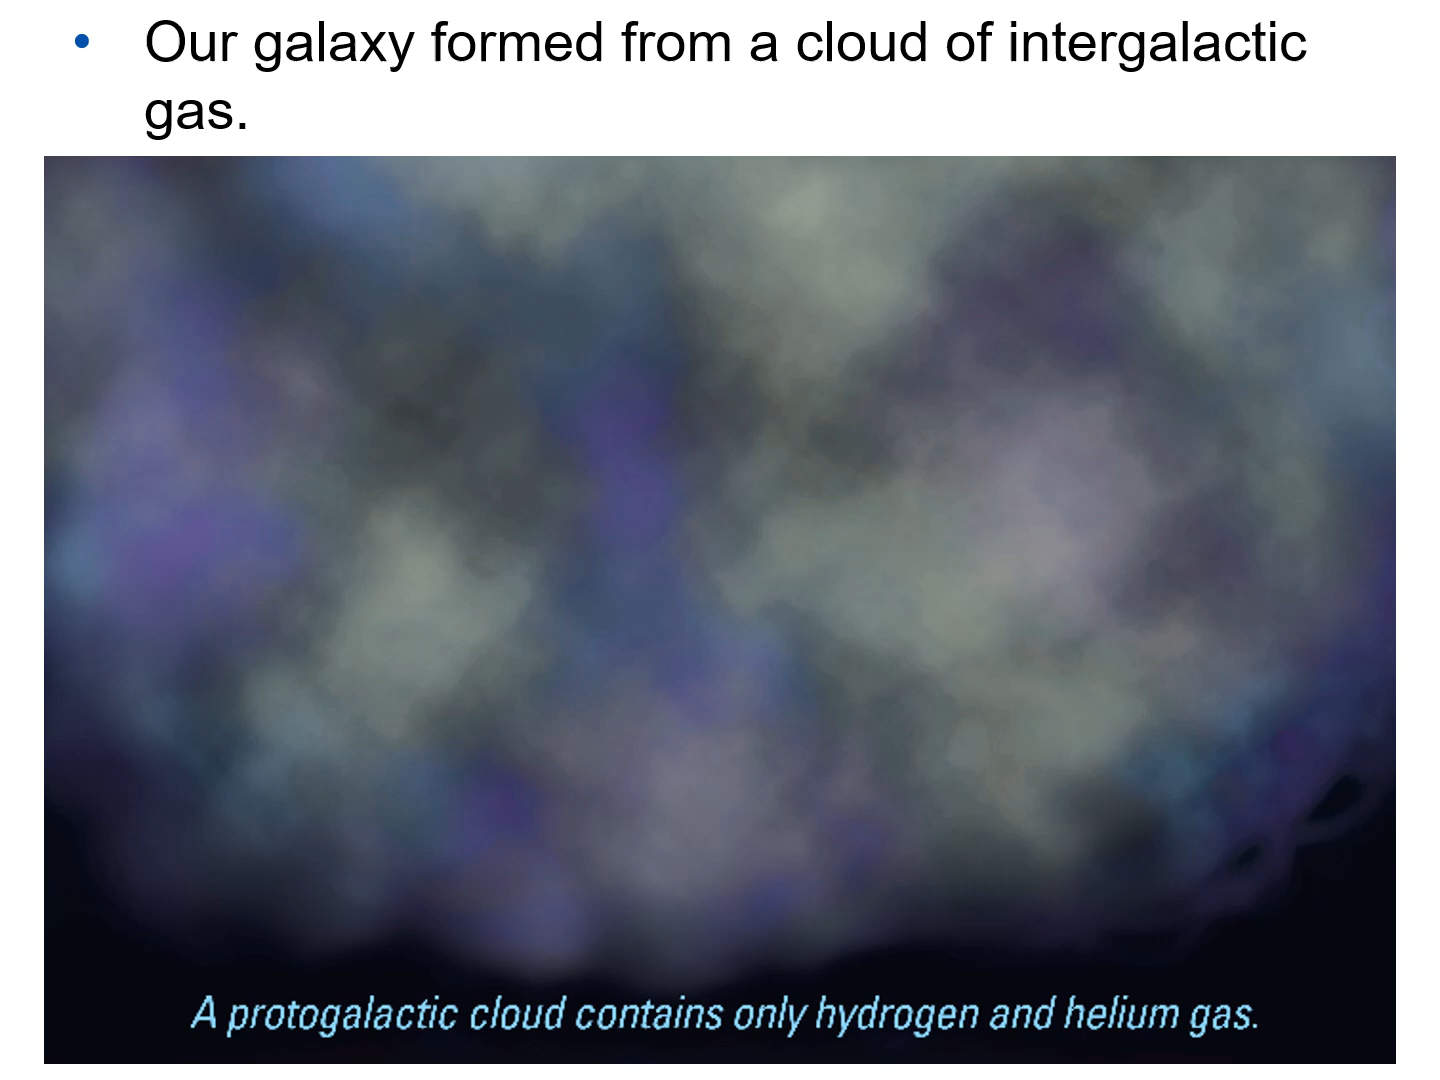 • Our galaxy formed from a cloud of intergalactic
gas.
A protogalactic cloud contains only hydrogen and helium gas.